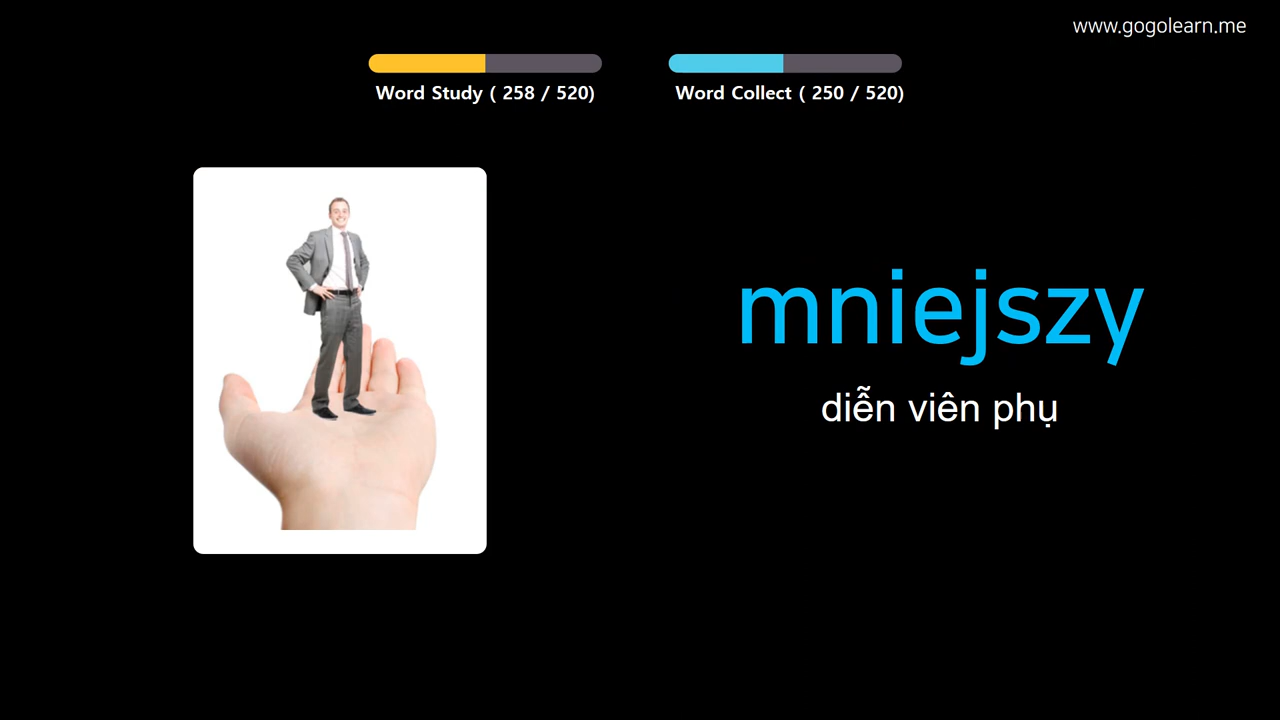 www.gogolearn.me
Word Study ( 258 / 520)
Word Collect ( 250 / 520)
mniejszy
diễn viên phụ